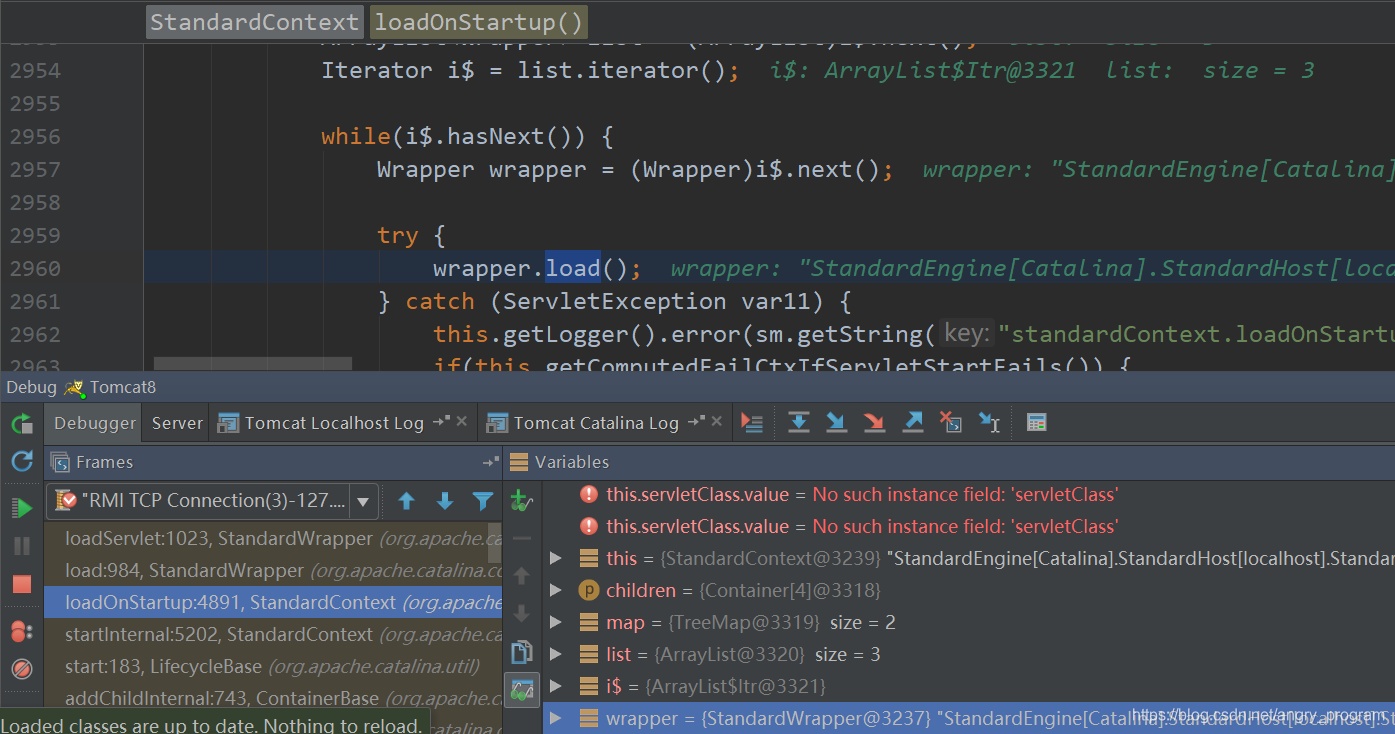 StandardContext loadOnStartup()
2954 Iterator i$ = list.iterator(); i$: ArrayList$Itr@3321 list: size = 3
2955
2956 while(i$.hasNext()) {
2957 Wrapper wrapper = (Wrapper)i$.next(); wrapper: "StandardEngine[Catalina]
2958
2959 try {
2960 wrapper.load(); wrapper: "StandardEngine[Catalina].StandardHost[loca
2961 } catch (ServletException var11) {
2962 this.getLogger().error(sm.getString( key: "standardContext.loadOnStartu
2963 if(this.getComputedFailCtxIfServletStartFails()) {
Debug Tomcat8
Debugger Server Tomcat Localhost Log Tomcat Catalina Log
Frames
Variables
"RMI TCP Connection(3)-127....
loadServlet:1023, StandardWrapper (org.apache.ca
load:984, StandardWrapper (org.apache.catalina.co
loadOnStartup:4891, StandardContext (org.apache
startInternal:5202, StandardContext (org.apache.ca
start:183, LifecycleBase (org.apache.catalina.util)
addChildInternal:743, ContainerBase (org.apache.c
Loaded classes are up to date. Nothing to reload.
this.servletClass.value = No such instance field: 'servletClass'
this.servletClass.value = No such instance field: 'servletClass'
this = {StandardContext@3239} "StandardEngine[Catalina].StandardHost[localhost].Standar
p children = {Container[4]@3318}
map = {TreeMap@3319} size = 2
list = {ArrayList@3320} size = 3
i$ = {ArrayList$Itr@3321}
wrapper = {StandardWrapper@3237} "StandardEngine[Catalina].StandardHost[localhost].St
https://blog.csdn.net/angry_program